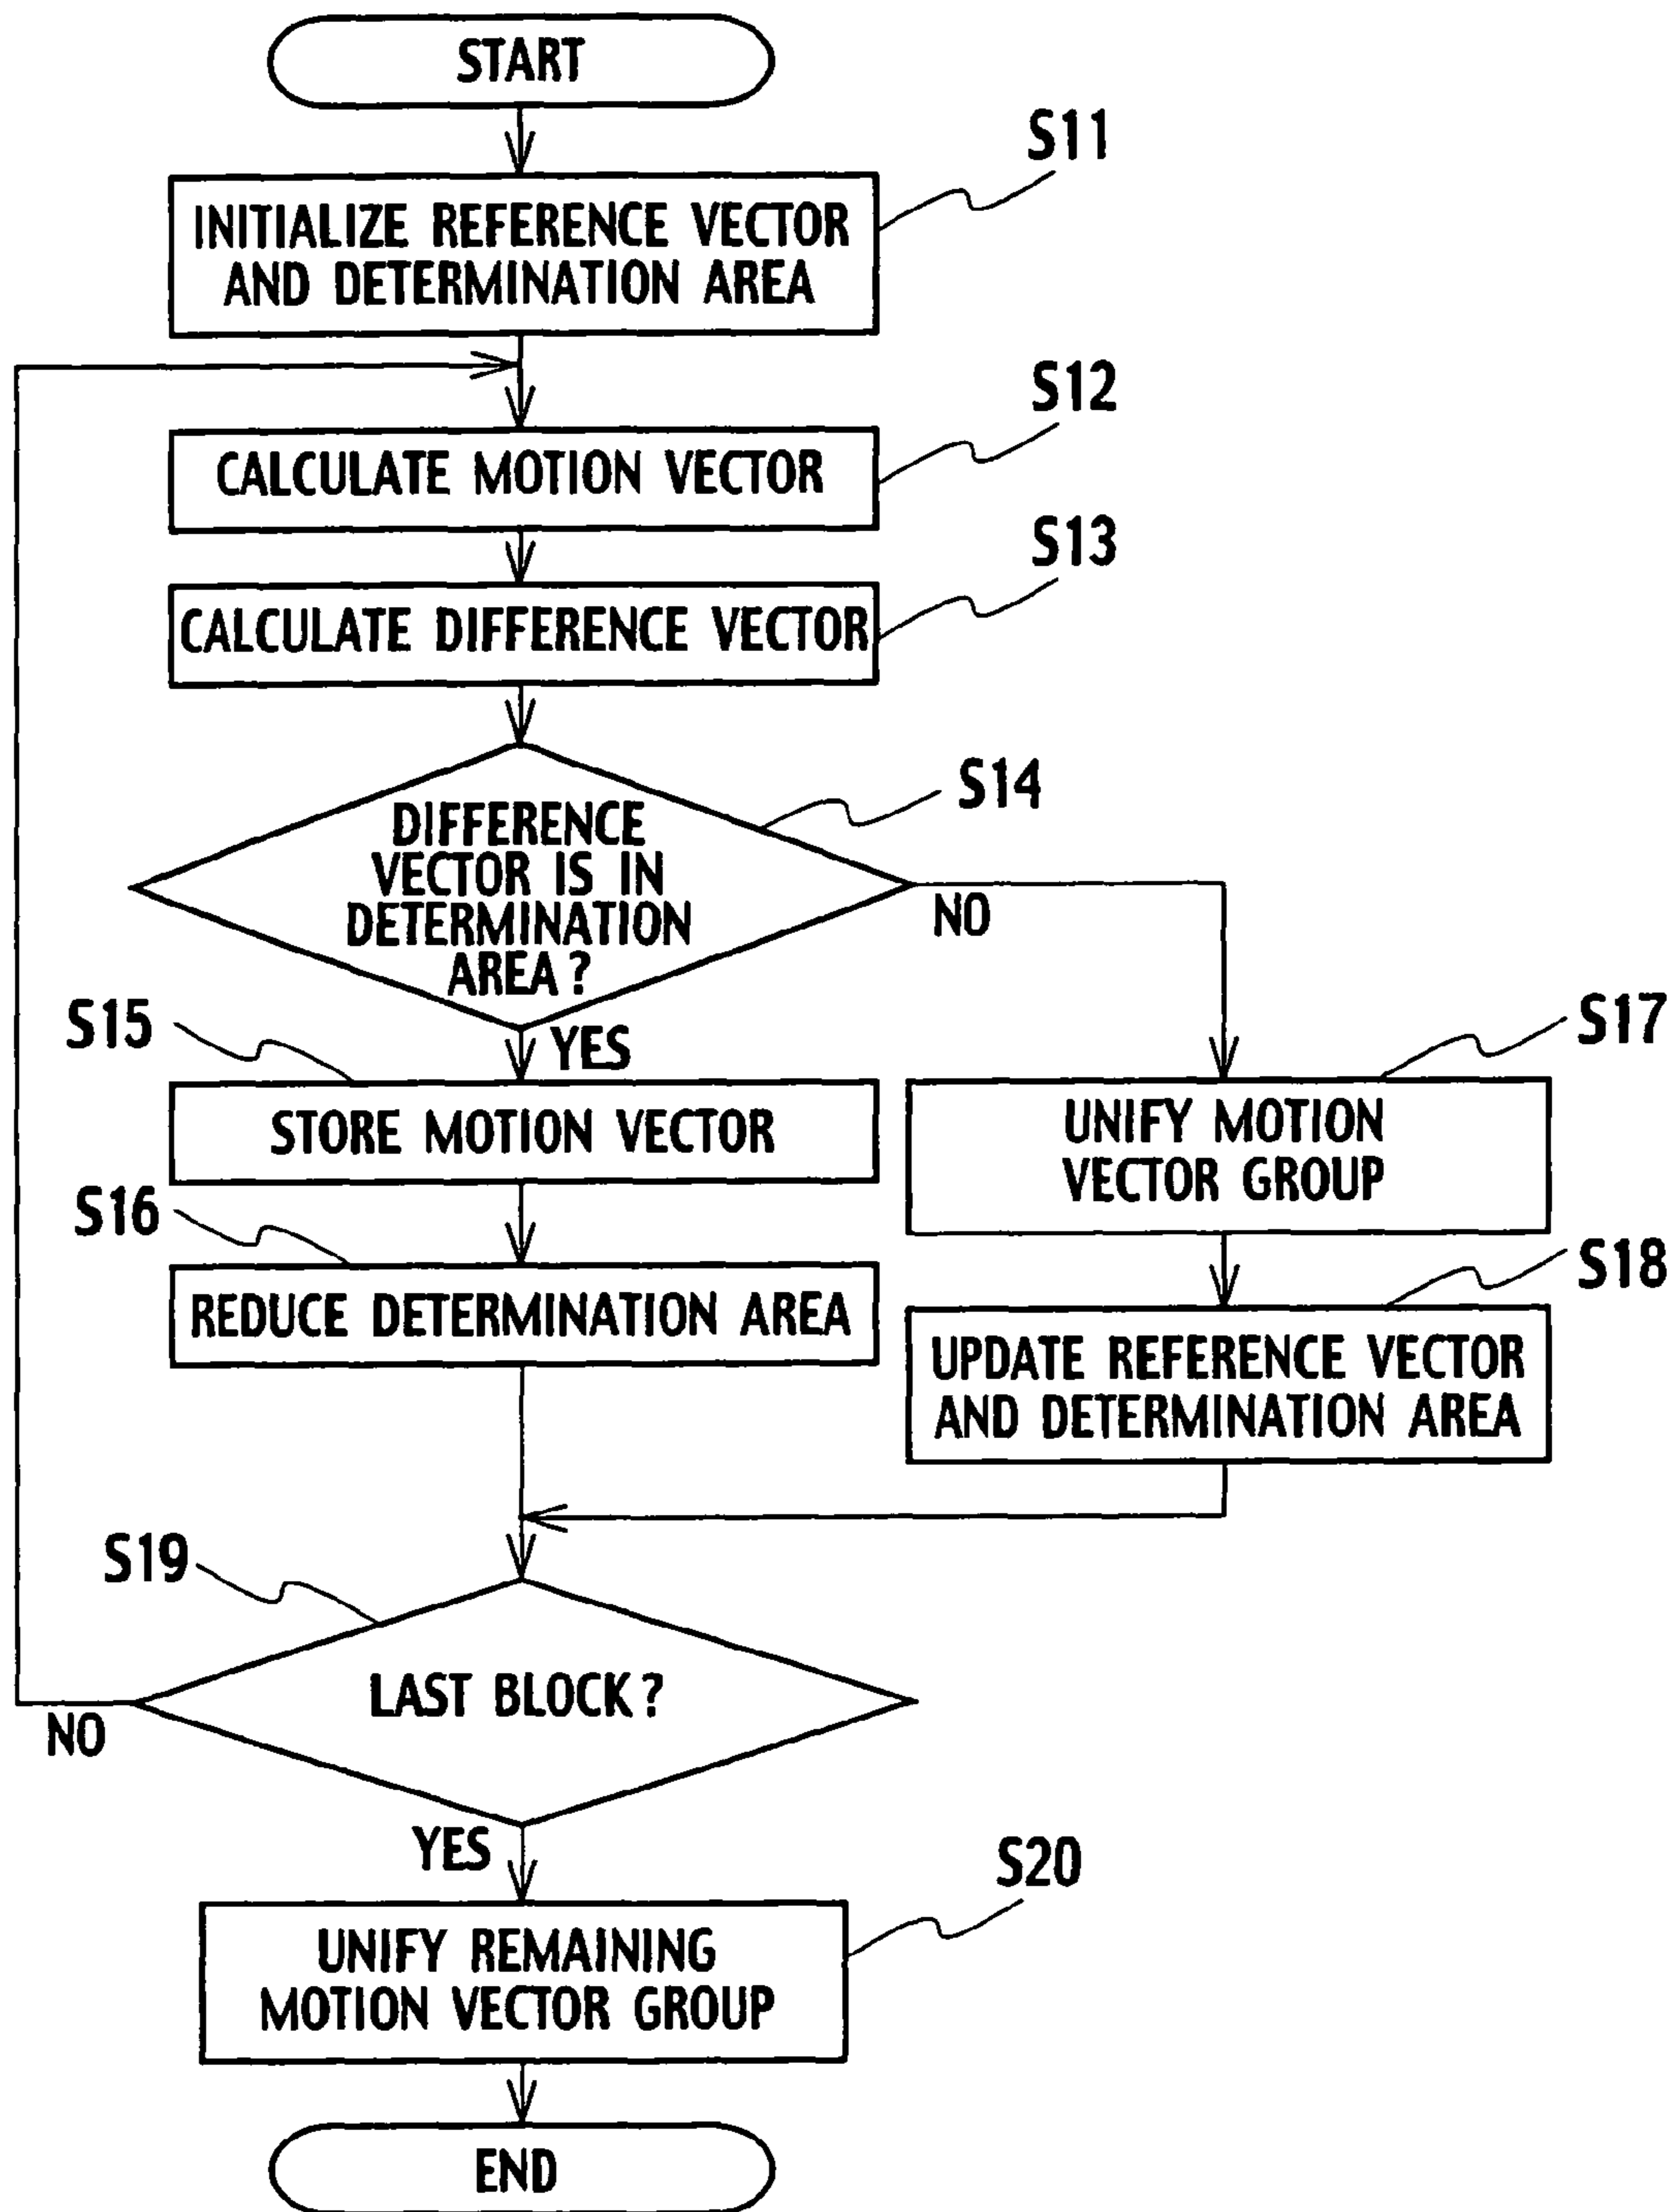 START
S11
INITIALIZE REFERENCE VECTOR
AND DETERMINATION AREA
S12
CALCULATE MOTION VECTOR
S13
CALCULATE DIFFERENCE VECTOR
S14
DIFFERENCE
VECTOR IS IN
DETERMINATION
AREA?
NO
YES
S15
STORE MOTION VECTOR
S17
UNIFY MOTION
VECTOR GROUP
S16
REDUCE DETERMINATION AREA
S18
UPDATE REFERENCE VECTOR
AND DETERMINATION AREA
S19
LAST BLOCK?
NO
YES
S20
UNIFY REMAINING
MOTION VECTOR GROUP
END